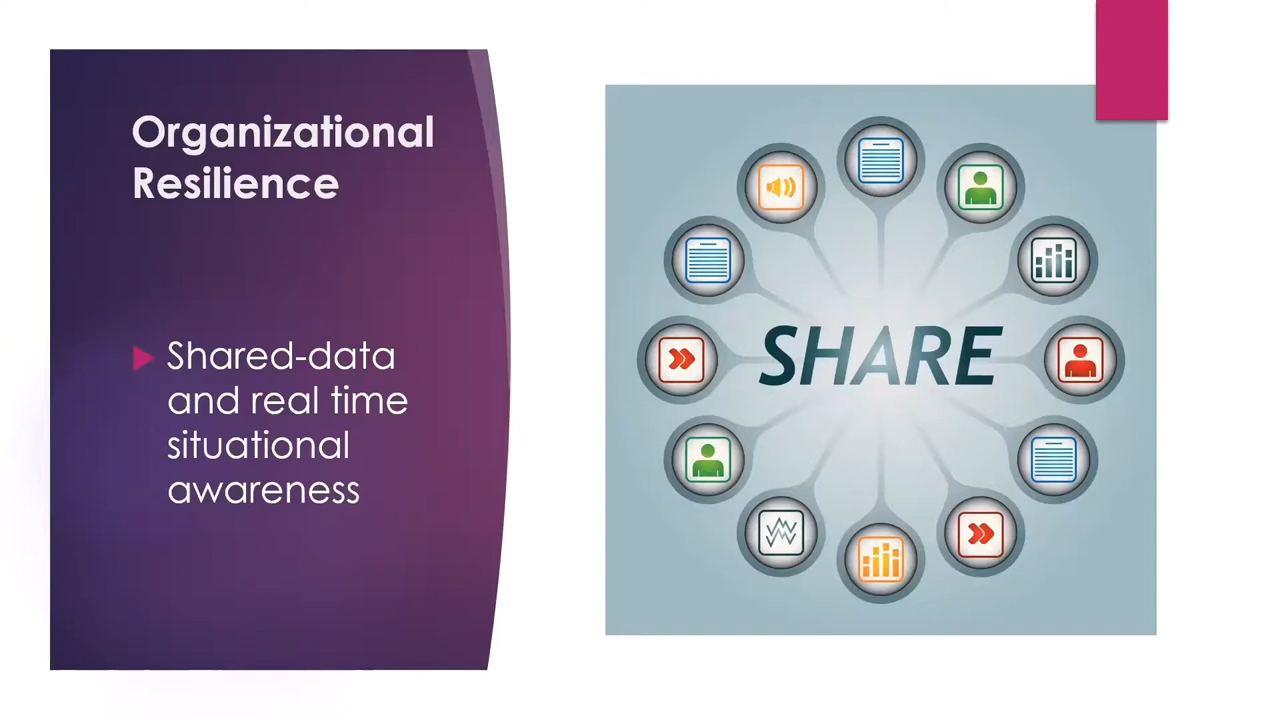 Organizational
Resilience
Shared-data
and real time
situational
awareness
SHARE